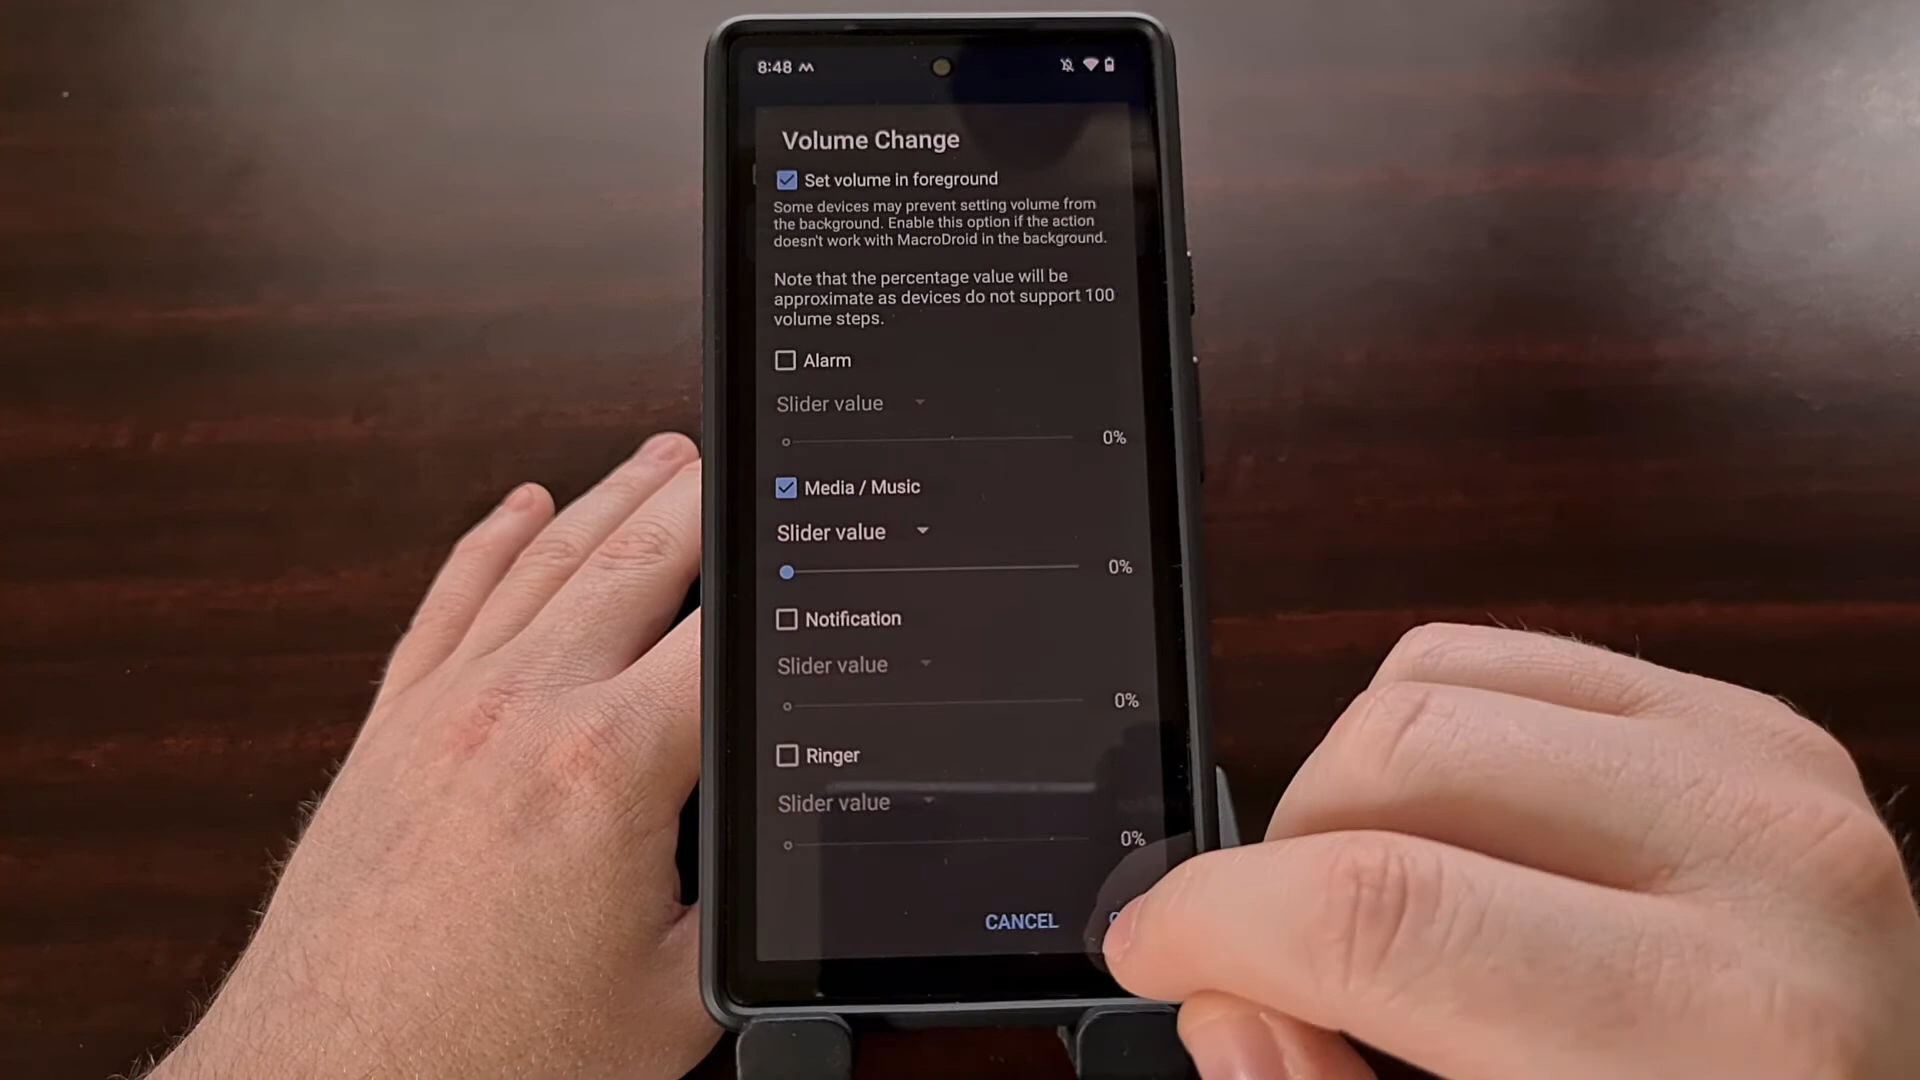 8:48
Volume Change
Set volume in foreground
Some devices may prevent setting volume from
the background. Enable this option if the action
doesn't work with MacroDroid in the background.
Note that the percentage value will be
approximate as devices do not support 100
volume steps.
Alarm
Slider value
0%
Media / Music
Slider value
0%
Notification
Slider value
0%
Ringer
Slider value
0%
CANCEL